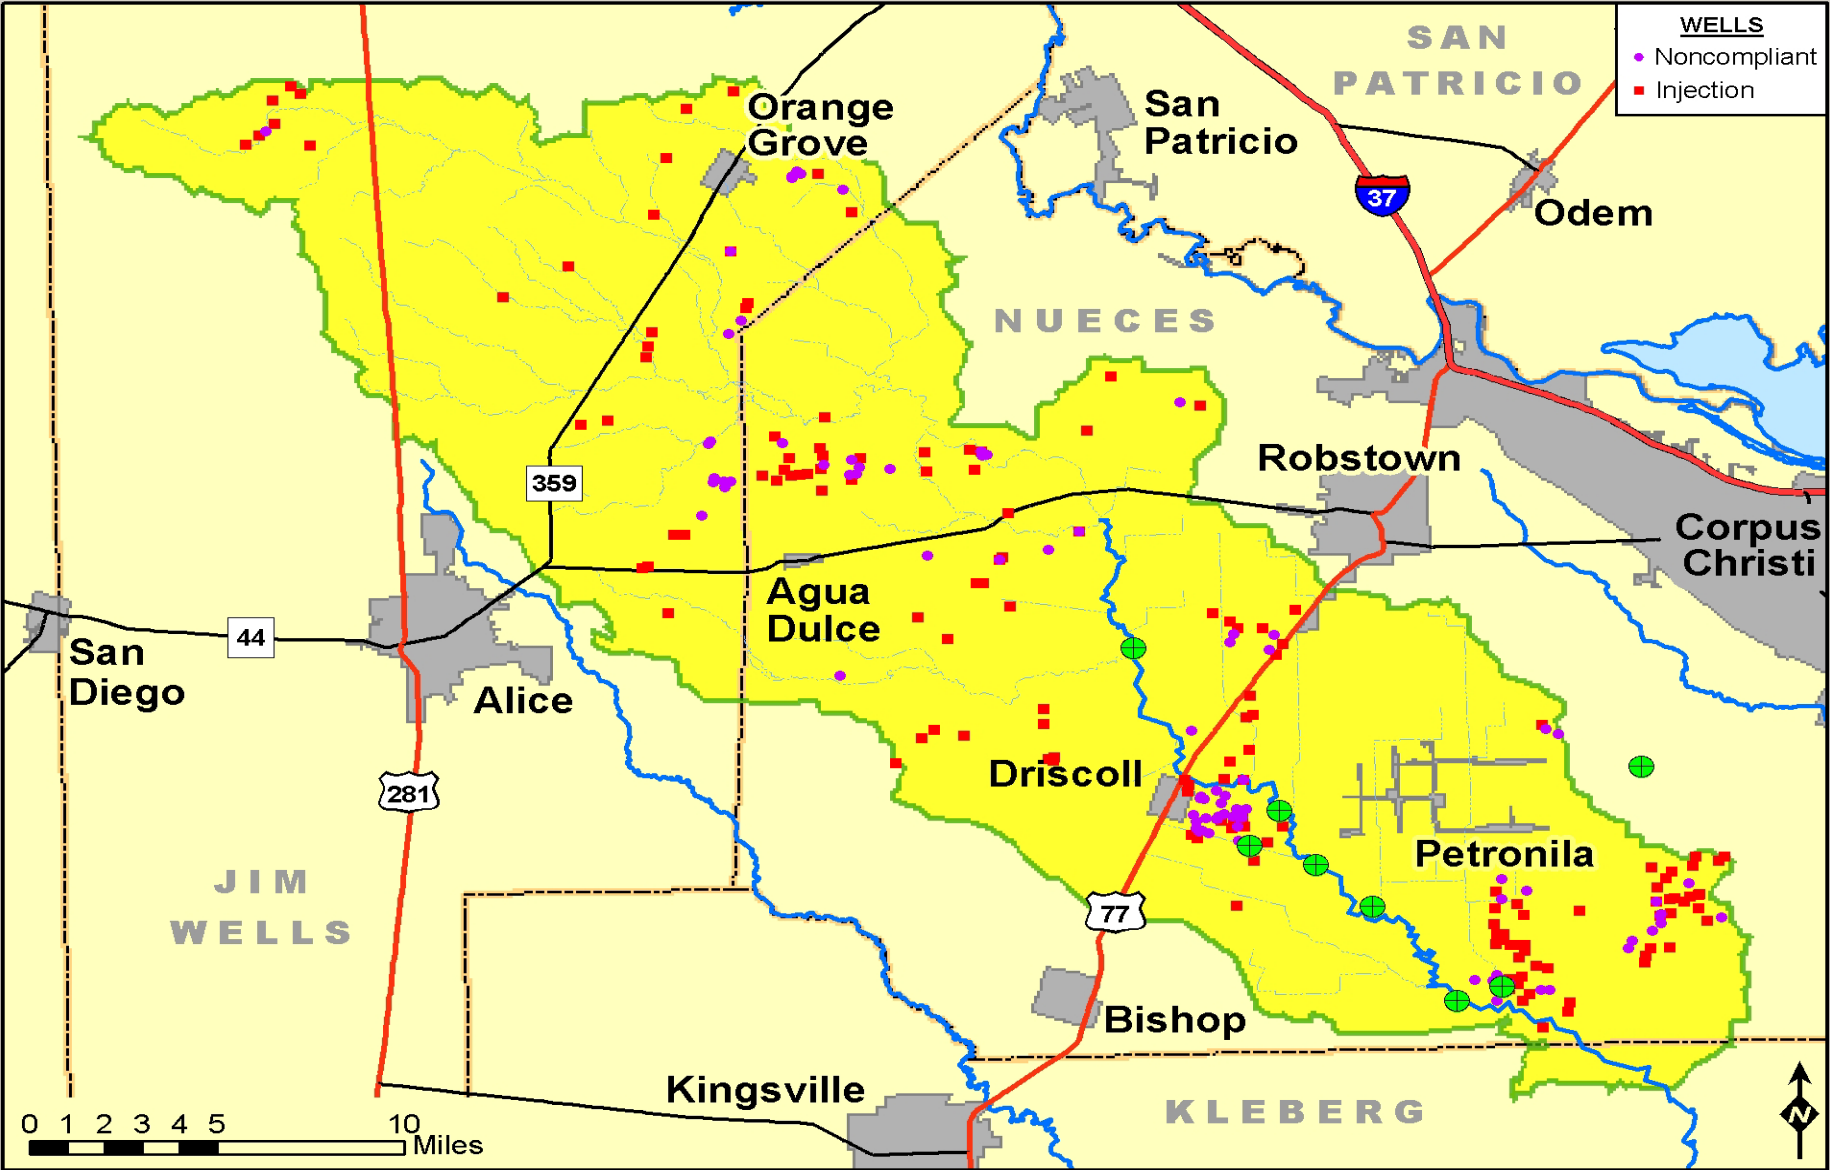 WELLS
Noncompliant
Injection
SAN
PATRICIO
Orange
Grove
San
Patricio
37
Odem
NUECES
Robstown
359
Corpus
Christi
Agua
Dulce
44
San
Diego
Alice
Driscoll
281
Petronila
JIM
WELLS
77
Bishop
Kingsville
KLEBERG
0 1 2 3 4 5 10
Miles
N